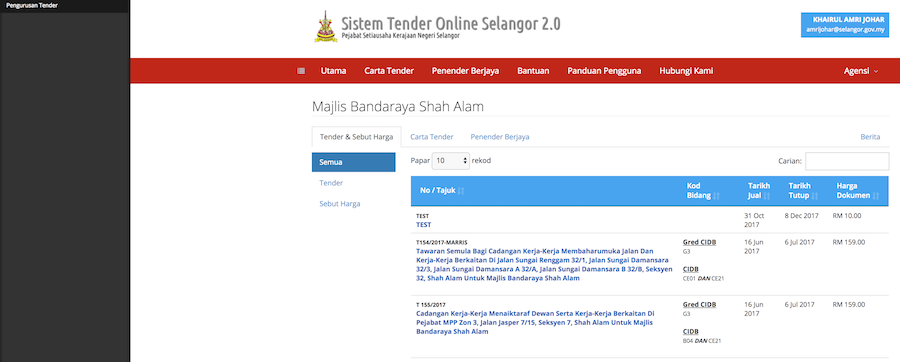 Pengurusan Tender
Sistem Tender Online Selangor 2.0
Pejabat Setiausaha Kerajaan Negeri Selangor
KHAIRUL AMRI JOHAR
amrijohar@selangor.gov.my
Utama Carta Tender Penender Berjaya Bantuan Panduan Pengguna Hubungi Kami Agensi
Majlis Bandaraya Shah Alam
Tender & Sebut Harga Carta Tender Penender Berjaya Berita
Semua
Tender
Sebut Harga
Papar 10 rekod Carian:
No / Tajuk Kod Bidang Tarikh Jual Tarikh Tutup Harga Dokumen
TEST
TEST
31 Oct 2017 8 Dec 2017 RM 10.00
T154/2017-MARRIS
Tawaran Semula Bagi Cadangan Kerja-Kerja Membaharumuka Jalan Dan
Kerja-Kerja Berkaitan Di Jalan Sungai Renggam 32/1, Jalan Sungai Damansara
32/3, Jalan Sungai Damansara A 32/A, Jalan Sungai Damansara B 32/B, Seksyen
32, Shah Alam Untuk Majlis Bandaraya Shah Alam
Gred CIDB
G3
CIDB
CE01 DAN CE21
16 Jun 2017 6 Jul 2017 RM 159.00
T 155/2017
Cadangan Kerja-Kerja Menaiktaraf Dewan Serta Kerja-Kerja Berkaitan Di
Pejabat MPP Zon 3, Jalan Jasper 7/15, Seksyen 7, Shah Alam Untuk Majlis
Bandaraya Shah Alam
Gred CIDB
G3
CIDB
B04 DAN CE21
16 Jun 2017 6 Jul 2017 RM 159.00